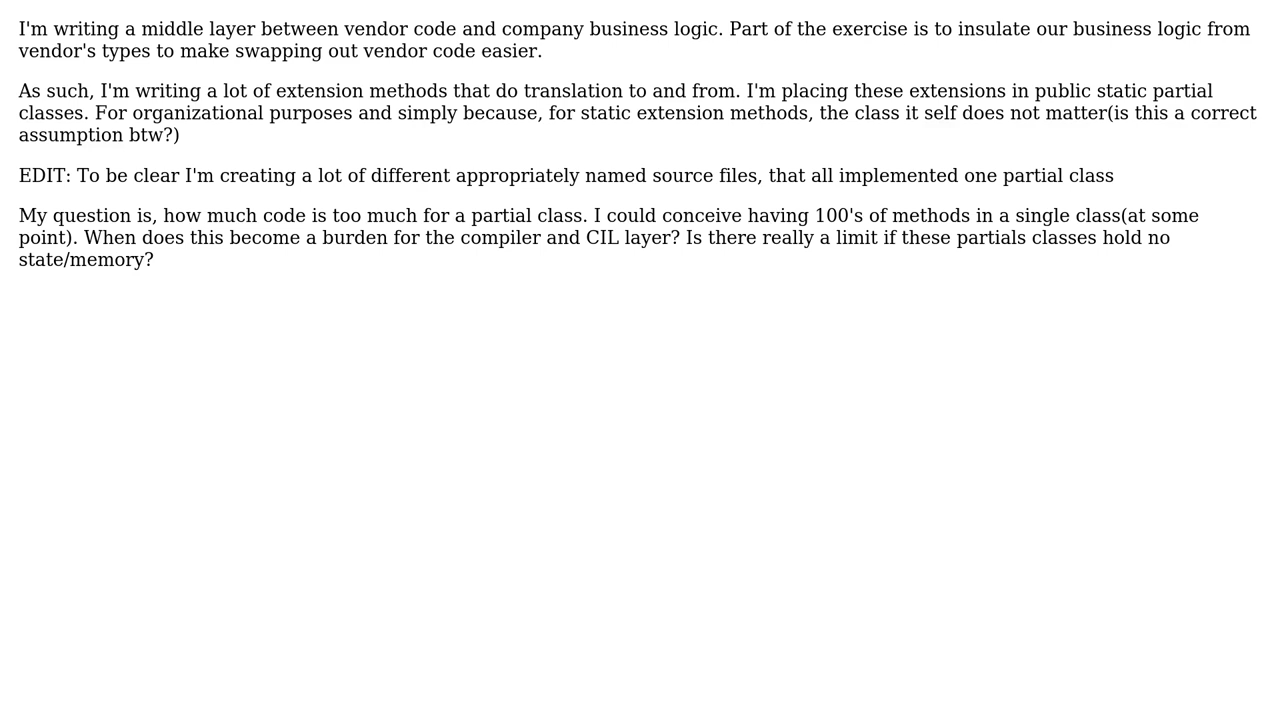 I'm writing a middle layer between vendor code and company business logic. Part of the exercise is to insulate our business logic from
vendor's types to make swapping out vendor code easier.
As such, I'm writing a lot of extension methods that do translation to and from. I'm placing these extensions in public static partial
classes. For organizational purposes and simply because, for static extension methods, the class it self does not matter(is this a correct
assumption btw?)
EDIT: To be clear I'm creating a lot of different appropriately named source files, that all implemented one partial class
My question is, how much code is too much for a partial class. I could conceive having 100's of methods in a single class(at some
point). When does this become a burden for the compiler and CIL layer? Is there really a limit if these partials classes hold no
state/memory?